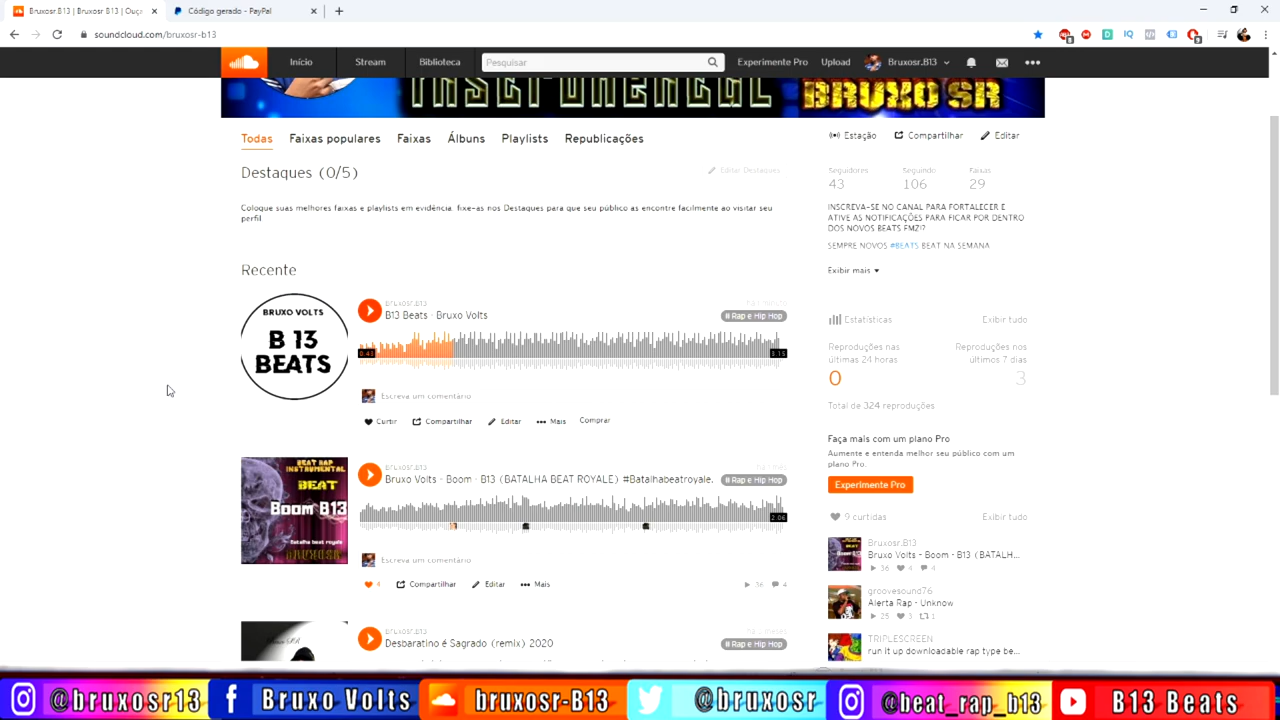 Bruxosr.B13 | Bruxosr B13 | Ouç
Código gerado - PayPal
soundcloud.com/bruxosr-b13
Início
Stream
Biblioteca
Pesquisar
Experimente Pro
Upload
Bruxosr.B13
INSTRUMENTAL BRUXO SR
Todas
Faixas populares
Faixas
Álbuns
Playlists
Republicações
Estação
Compartilhar
Editar
Destaques (0/5)
Editar Destaques
Coloque suas melhores faixas e playlists em evidência: fixe-as nos Destaques para que seu público as encontre facilmente ao visitar seu
perfil.
Seguidores
43
Seguindo
106
Faixas
29
INSCREVA-SE NO CANAL PARA FORTALECER E
ATIVE AS NOTIFICAÇÕES PARA FICAR POR DENTRO
DOS NOVOS BEATS FMZ!?
SEMPRE NOVOS #BEATS BEAT NA SEMANA
Exibir mais
Recente
BRUXO VOLTS
B 13
BEATS
Bruxosr.B13
B13 Beats - Bruxo Volts
# Rap e Hip Hop
0:41
3:15
Escreva um comentário
Curtir
Compartilhar
Editar
Mais
Comprar
BEAT RAP
INSTRUMENTAL
BEAT
Boom B13
Batalha beat royale
BRUXOSR
Bruxosr.B13
Bruxo Volts - Boom - B13 (BATALHA BEAT ROYALE) #Batalhabeatroyale.
# Rap e Hip Hop
2:06
Escreva um comentário
4
Compartilhar
Editar
Mais
36
4
Bruxosr.B13
Desbaratino é Sagrado (remix) 2020
# Rap e Hip Hop
Estatísticas
Exibir tudo
Reproduções nas
últimas 24 horas
0
Reproduções nos
últimos 7 dias
3
Total de 324 reproduções
Faça mais com um plano Pro
Aumente e entenda melhor seu público com um
plano Pro.
Experimente Pro
9 curtidas
Exibir tudo
Bruxosr.B13
Bruxo Volts - Boom - B13 (BATALH...
36 4 4
groovesound76
Alerta Rap - Unknow
25 3 1
TRIPLESCREEN
run it up downloadable rap type be...
@bruxosr13
Bruxo Volts
bruxosr-B13
@bruxosr
@beat_rap_b13
B13 Beats